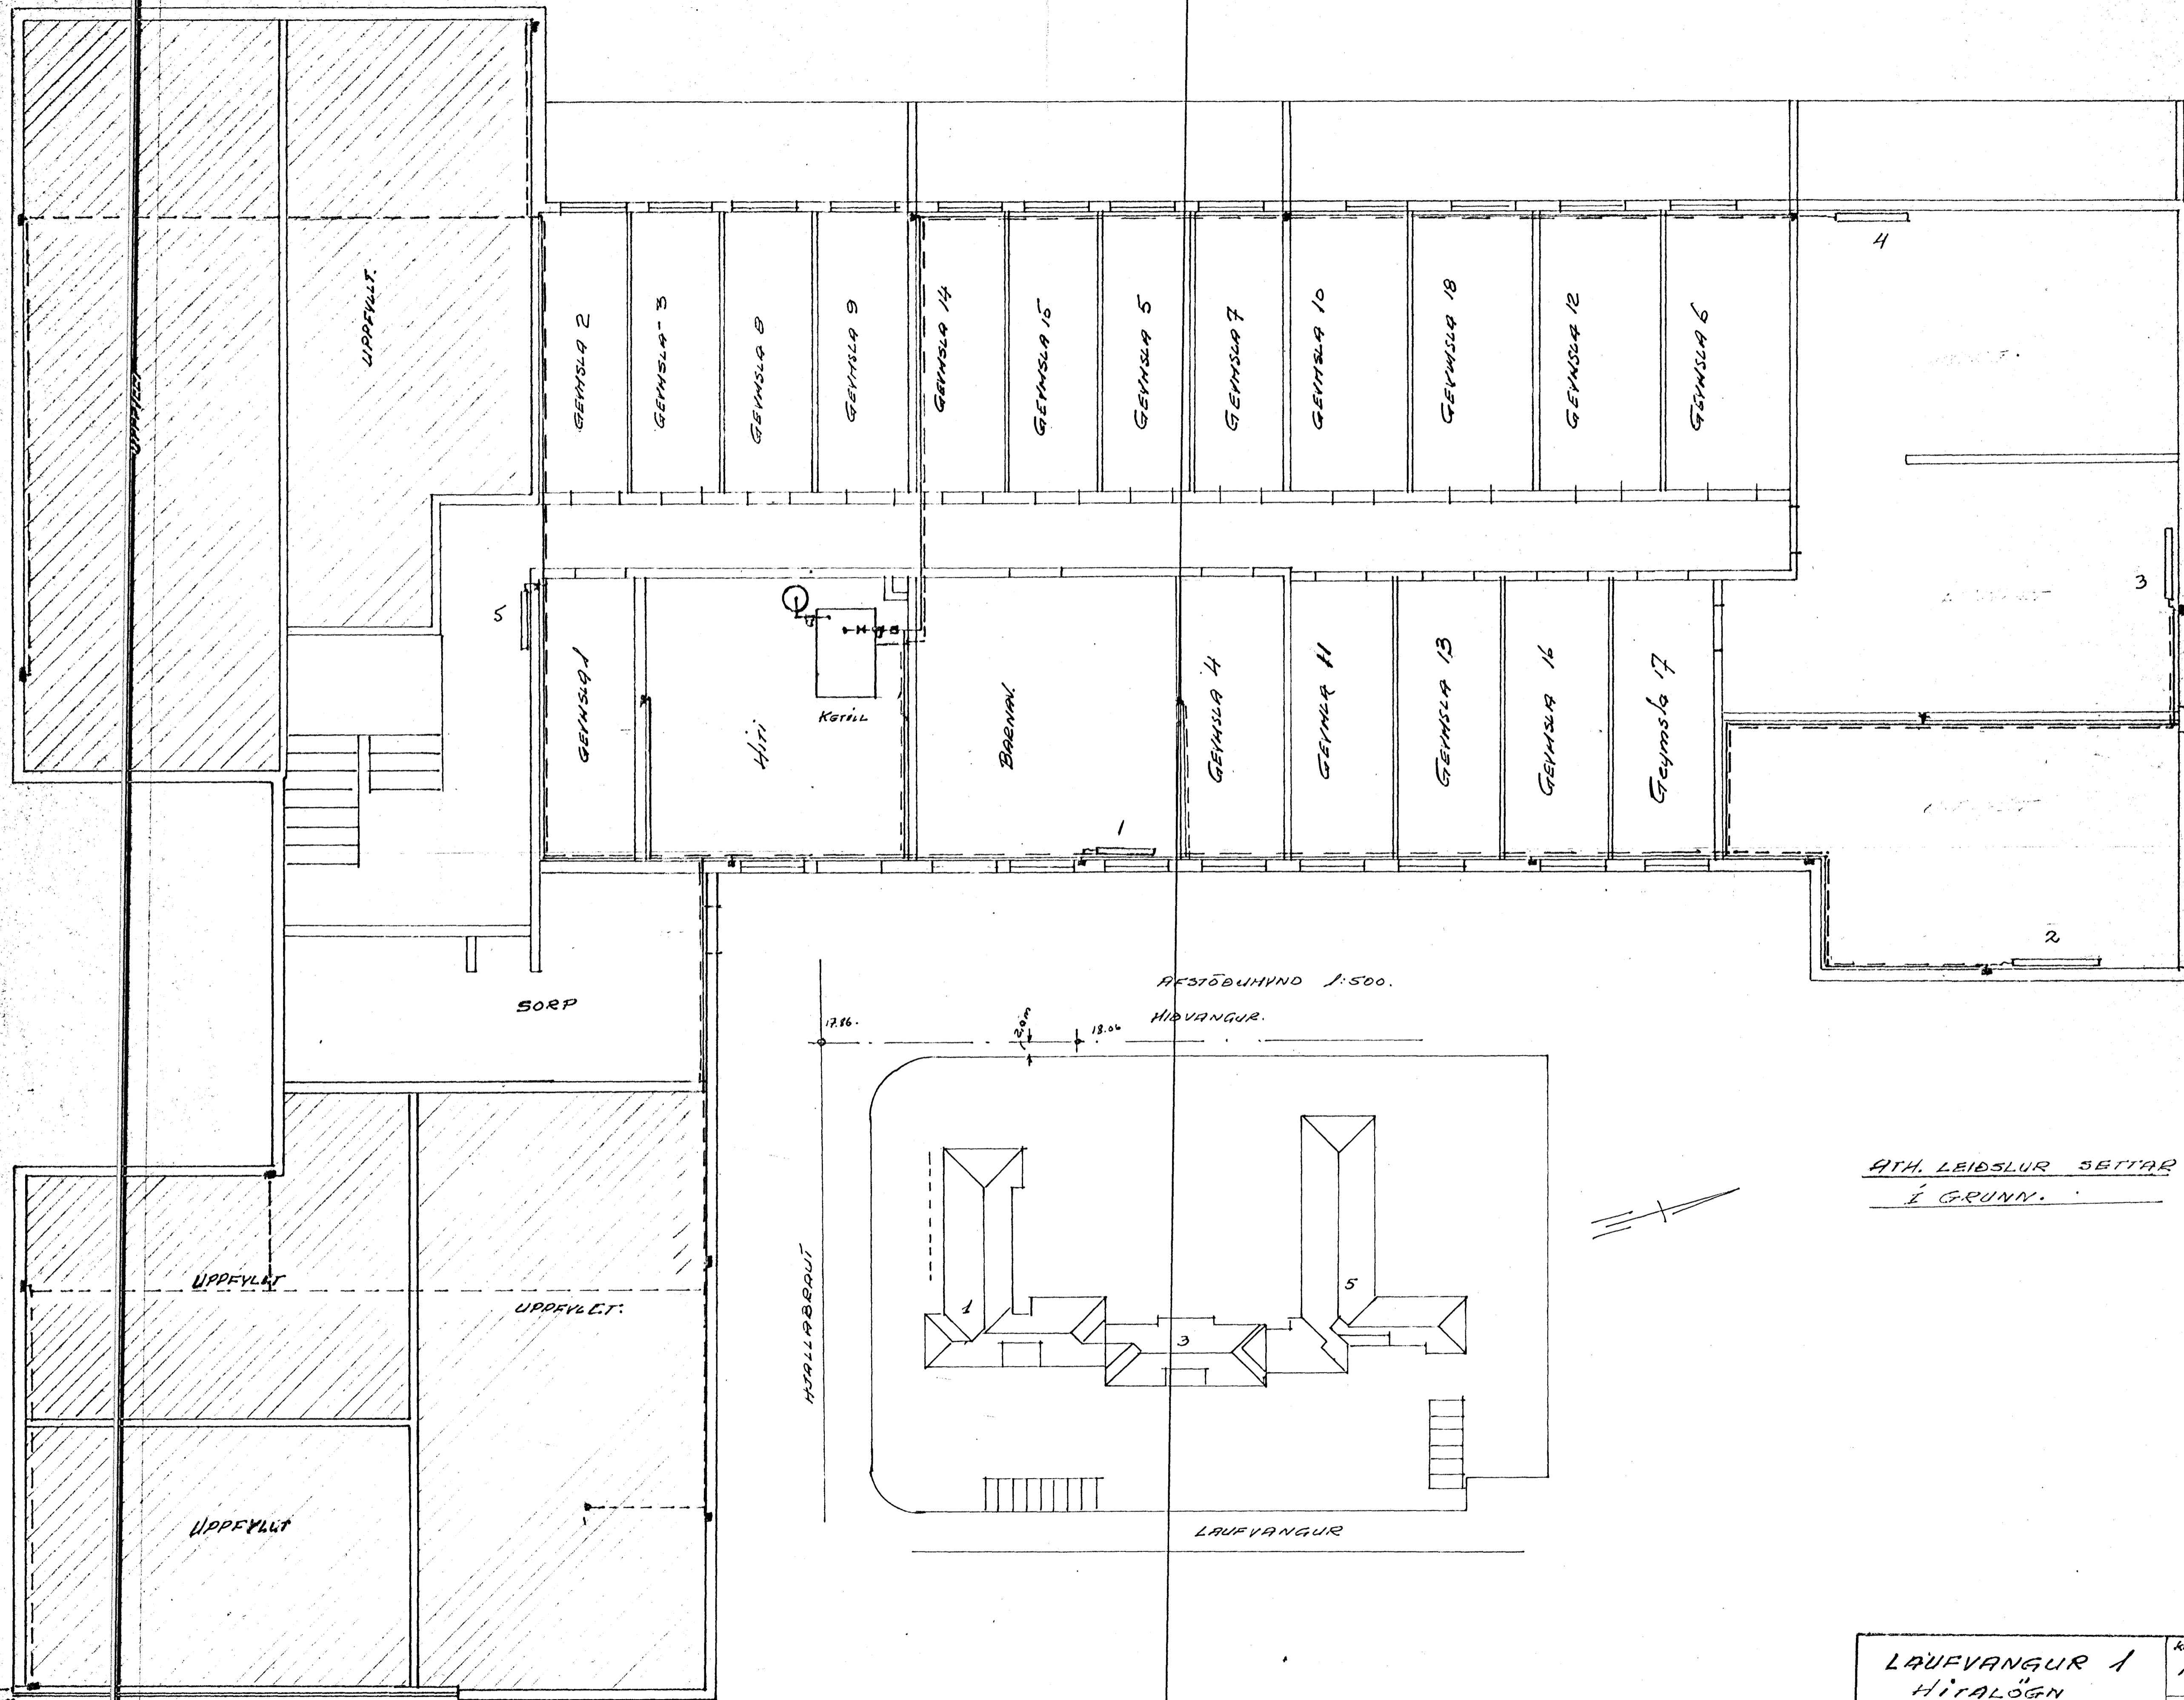 UPPFYLLT.
GEYMSLA 2
GEYMSLA-3
GEYMSLA 8
GEYMSLA 9
GEYMSLA 14
GEYMSLA 15
GEYMSLA 5
GEYMSLA 7
GEYMSLA 10
GEYMSLA 18
GEYMSLA 12
GEYMSLA 6
4
3
5
GEYMSLA 1
HITI
KETILL
BARNAV.
1
GEYMSLA 4
GEYMLA 11
GEYMSLA 13
GEYMSLA 16
Geymsla 17
2
SORP
AFSTÖÐUMYND 1:500.
MIÐVANGUR.
17.86.
2,0m
18.06
HJALLABRAUT
1
3
5
LAUFVANGUR
UPPFYLLT
UPPFYLLT.
UPPFYLLT
ATH. LEIÐSLUR SETTAR
Í GRUNN.
LAUFVANGUR 1
HITALÖGN